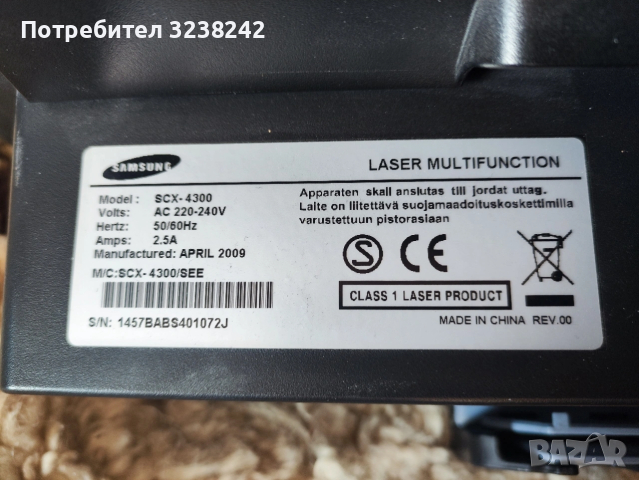 Потребител 3238242
SAMSUNG
LASER MULTIFUNCTION
Model : SCX- 4300
Volts: AC 220-240V
Hertz: 50/60Hz
Amps: 2.5A
Manufactured: APRIL 2009
M/C:SCX- 4300/SEE
S/N: 1457BABS401072J
Apparaten skall anslutas till jordat uttag.
Laite on liitettävä suojamaadoituskoskettimilla
varustettuun pistorasiaan
S CE
CLASS 1 LASER PRODUCT
MADE IN CHINA REV.00
BAZAR